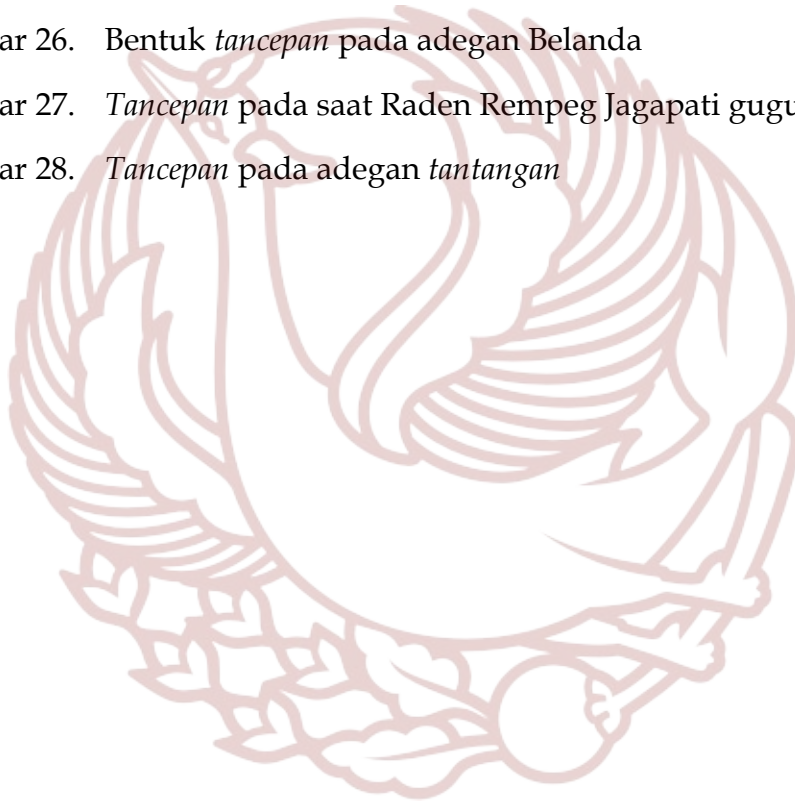 ar 26. Bentuk tancepan pada adegan Belanda
ar 27. Tancepan pada saat Raden Rempeg Jagapati gugu
ar 28. Tancepan pada adegan tantangan